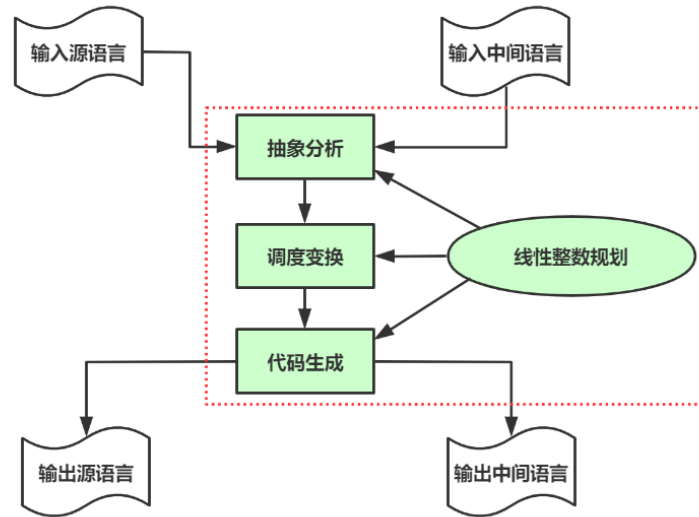 输入源语言
输入中间语言
抽象分析
调度变换
线性整数规划
代码生成
输出源语言
输出中间语言